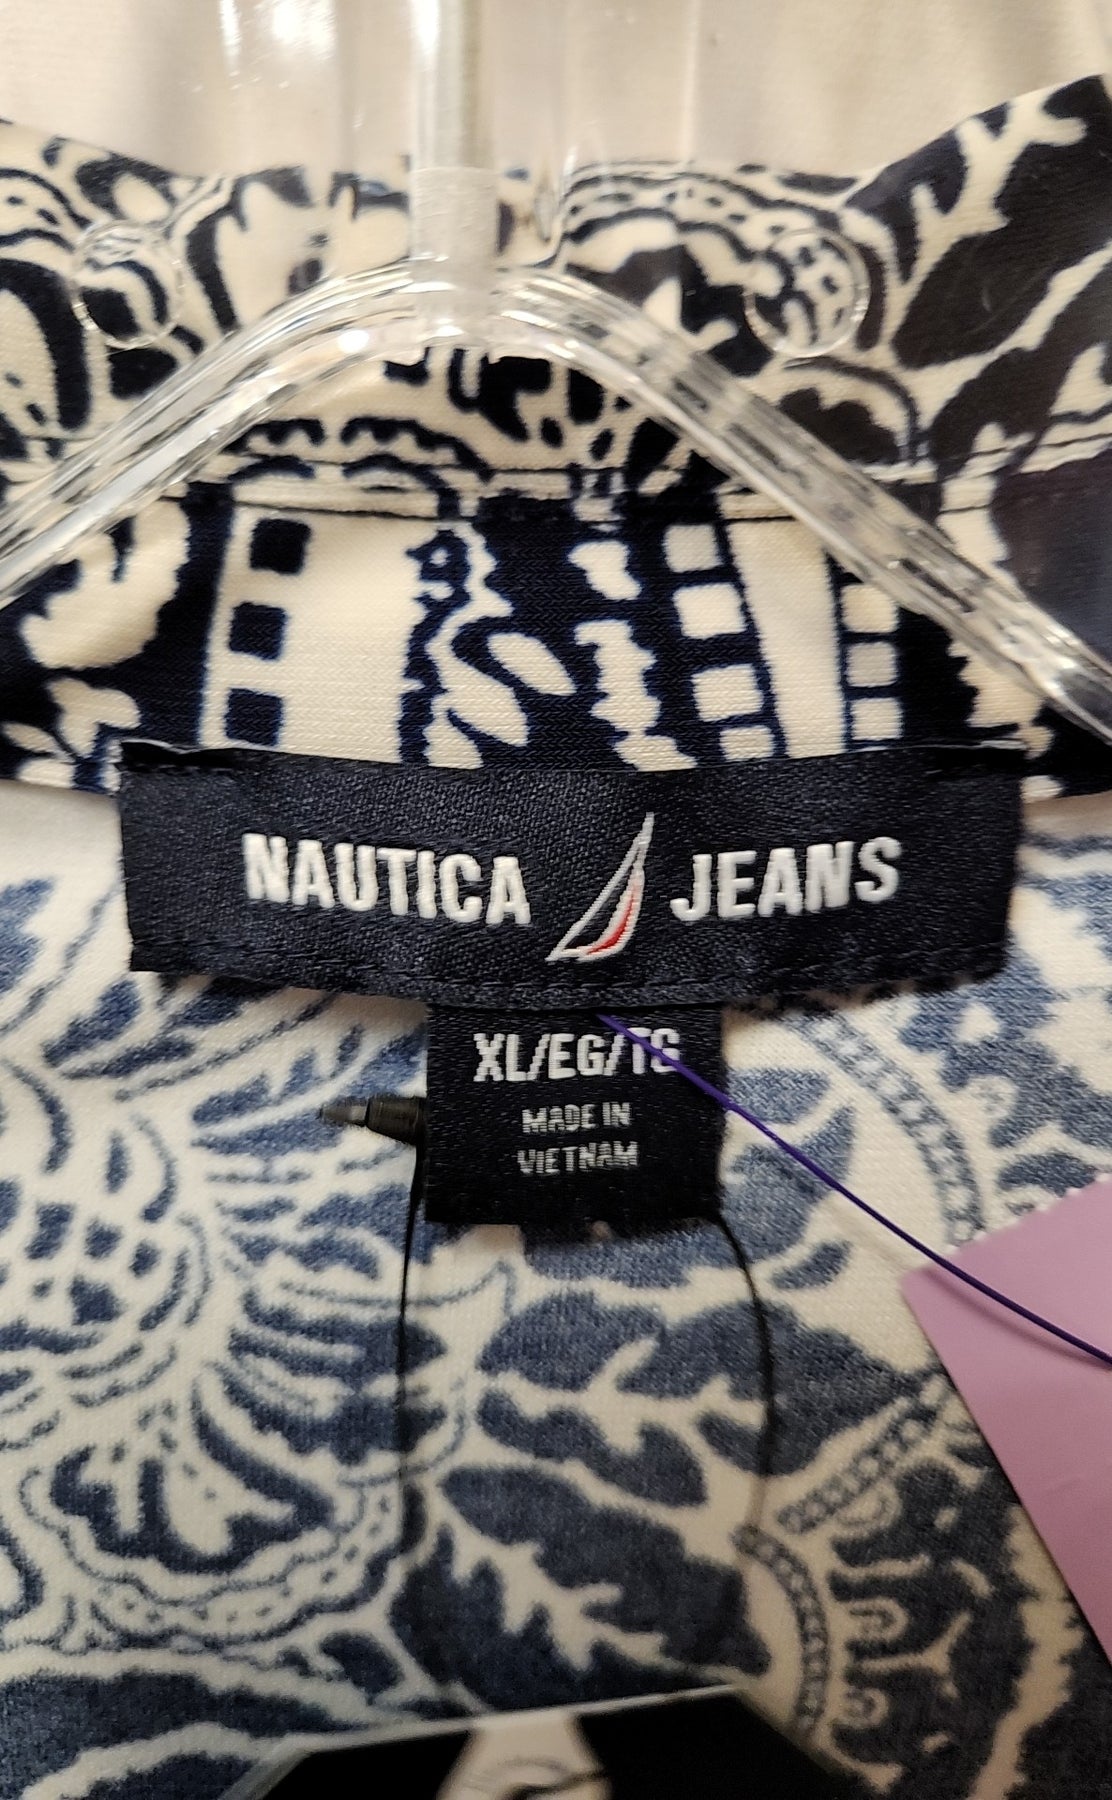 NAUTICA JEANS
XL/EG/TG
MADE IN
VIETNAM